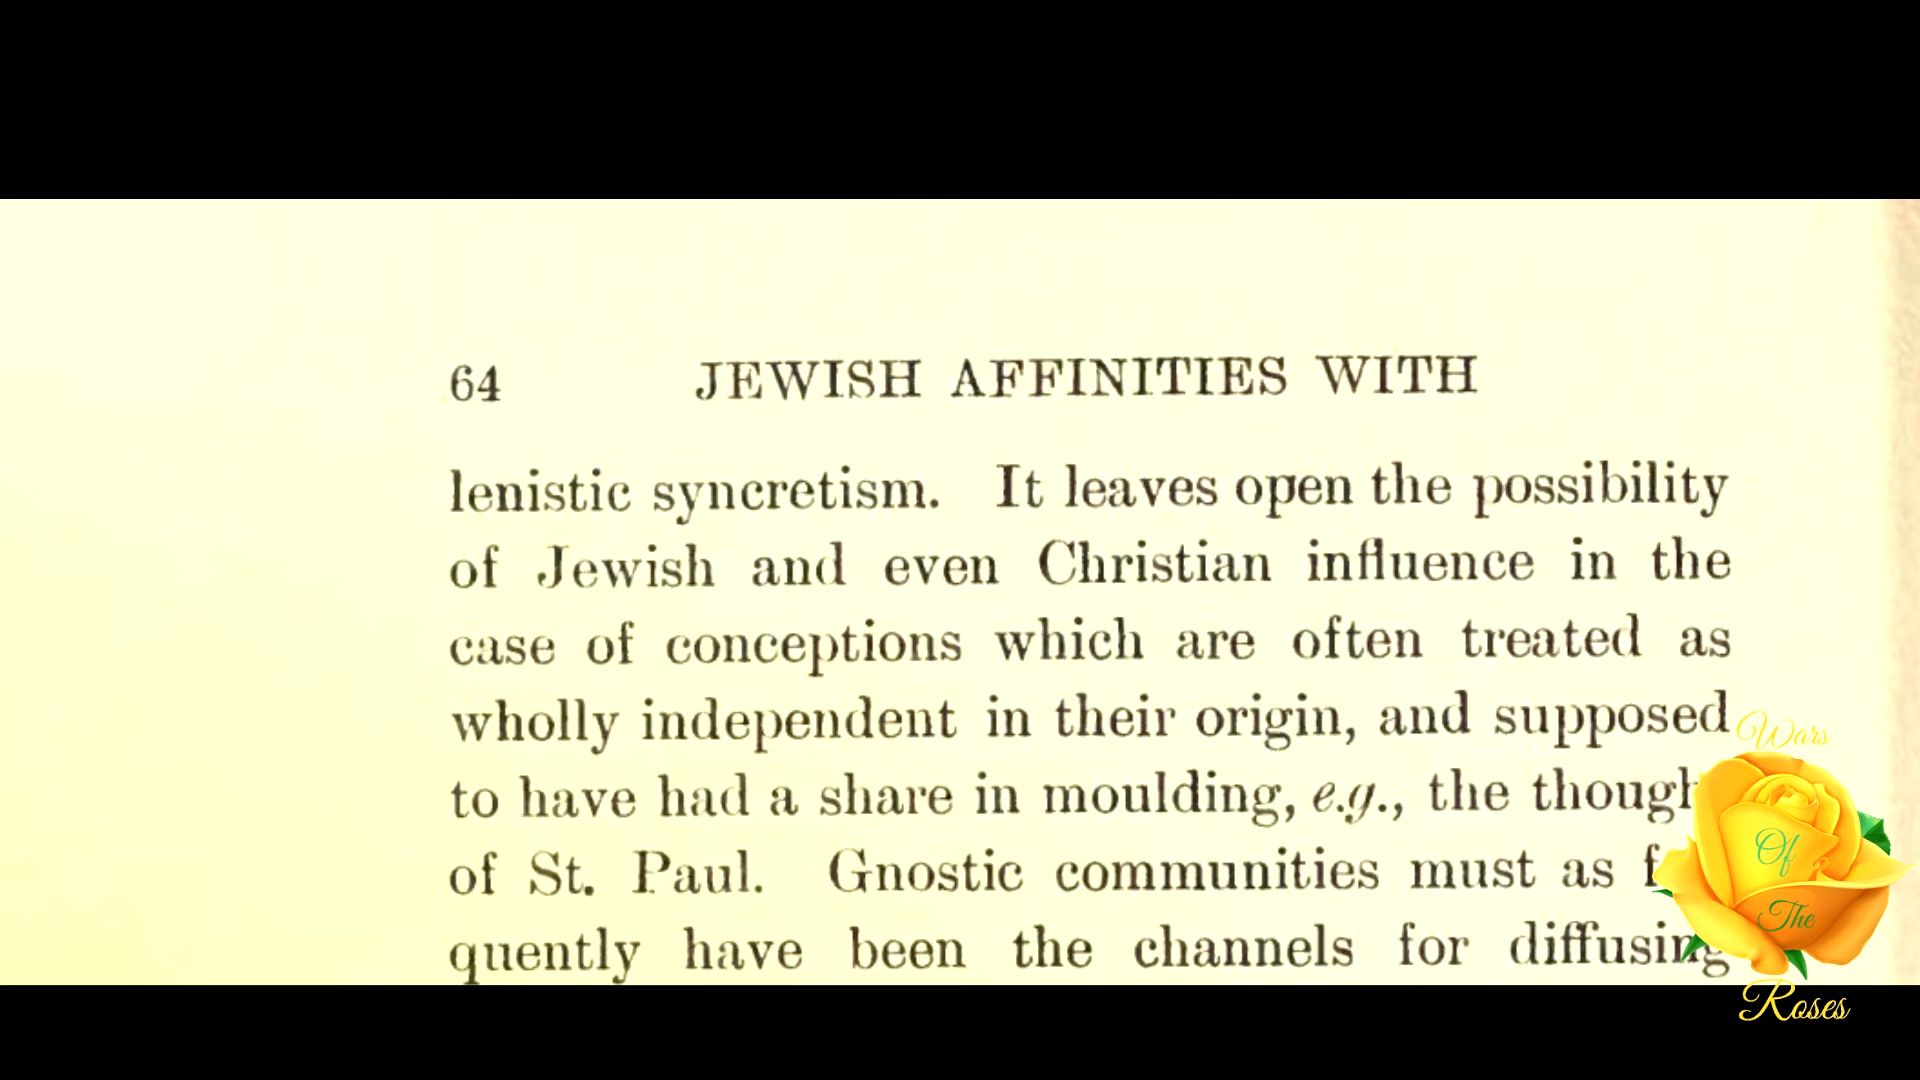 64 JEWISH AFFINITIES WITH
lenistic syncretism. It leaves open the possibility
of Jewish and even Christian influence in the
case of conceptions which are often treated as
wholly independent in their origin, and supposed
to have had a share in moulding, e.g., the
of St. Paul. Gnostic communities must as
quently have been the channels for diffusing
Wars
Of
The
Roses